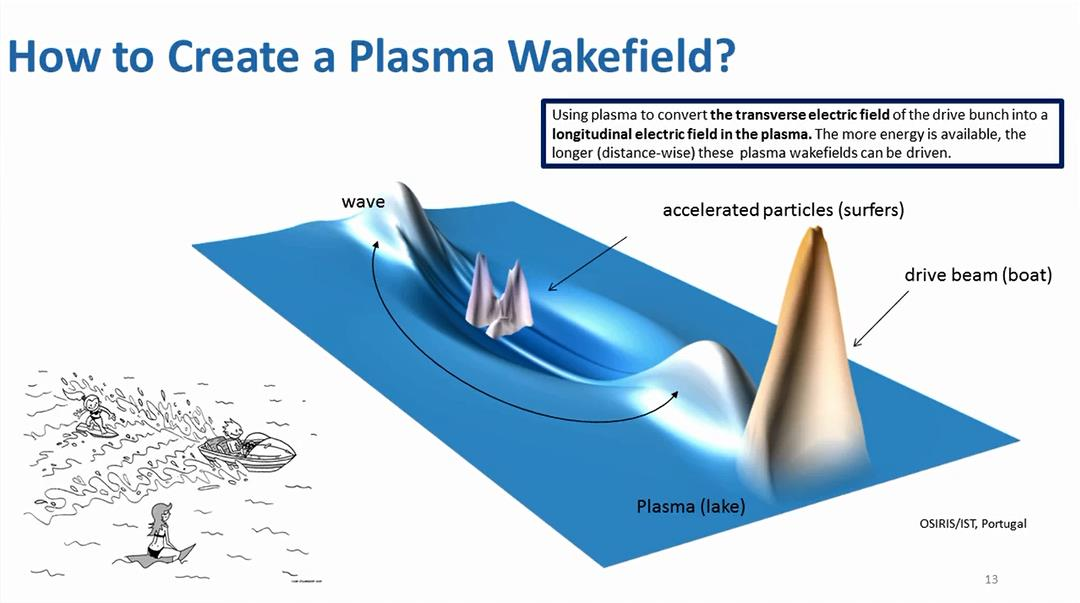 How to Create a Plasma Wakefield?
Using plasma to convert the transverse electric field of the drive bunch into a
longitudinal electric field in the plasma. The more energy is available, the
longer (distance-wise) these plasma wakefields can be driven.
wave
accelerated particles (surfers)
drive beam (boat)
Plasma (lake)
OSIRIS/IST, Portugal
13